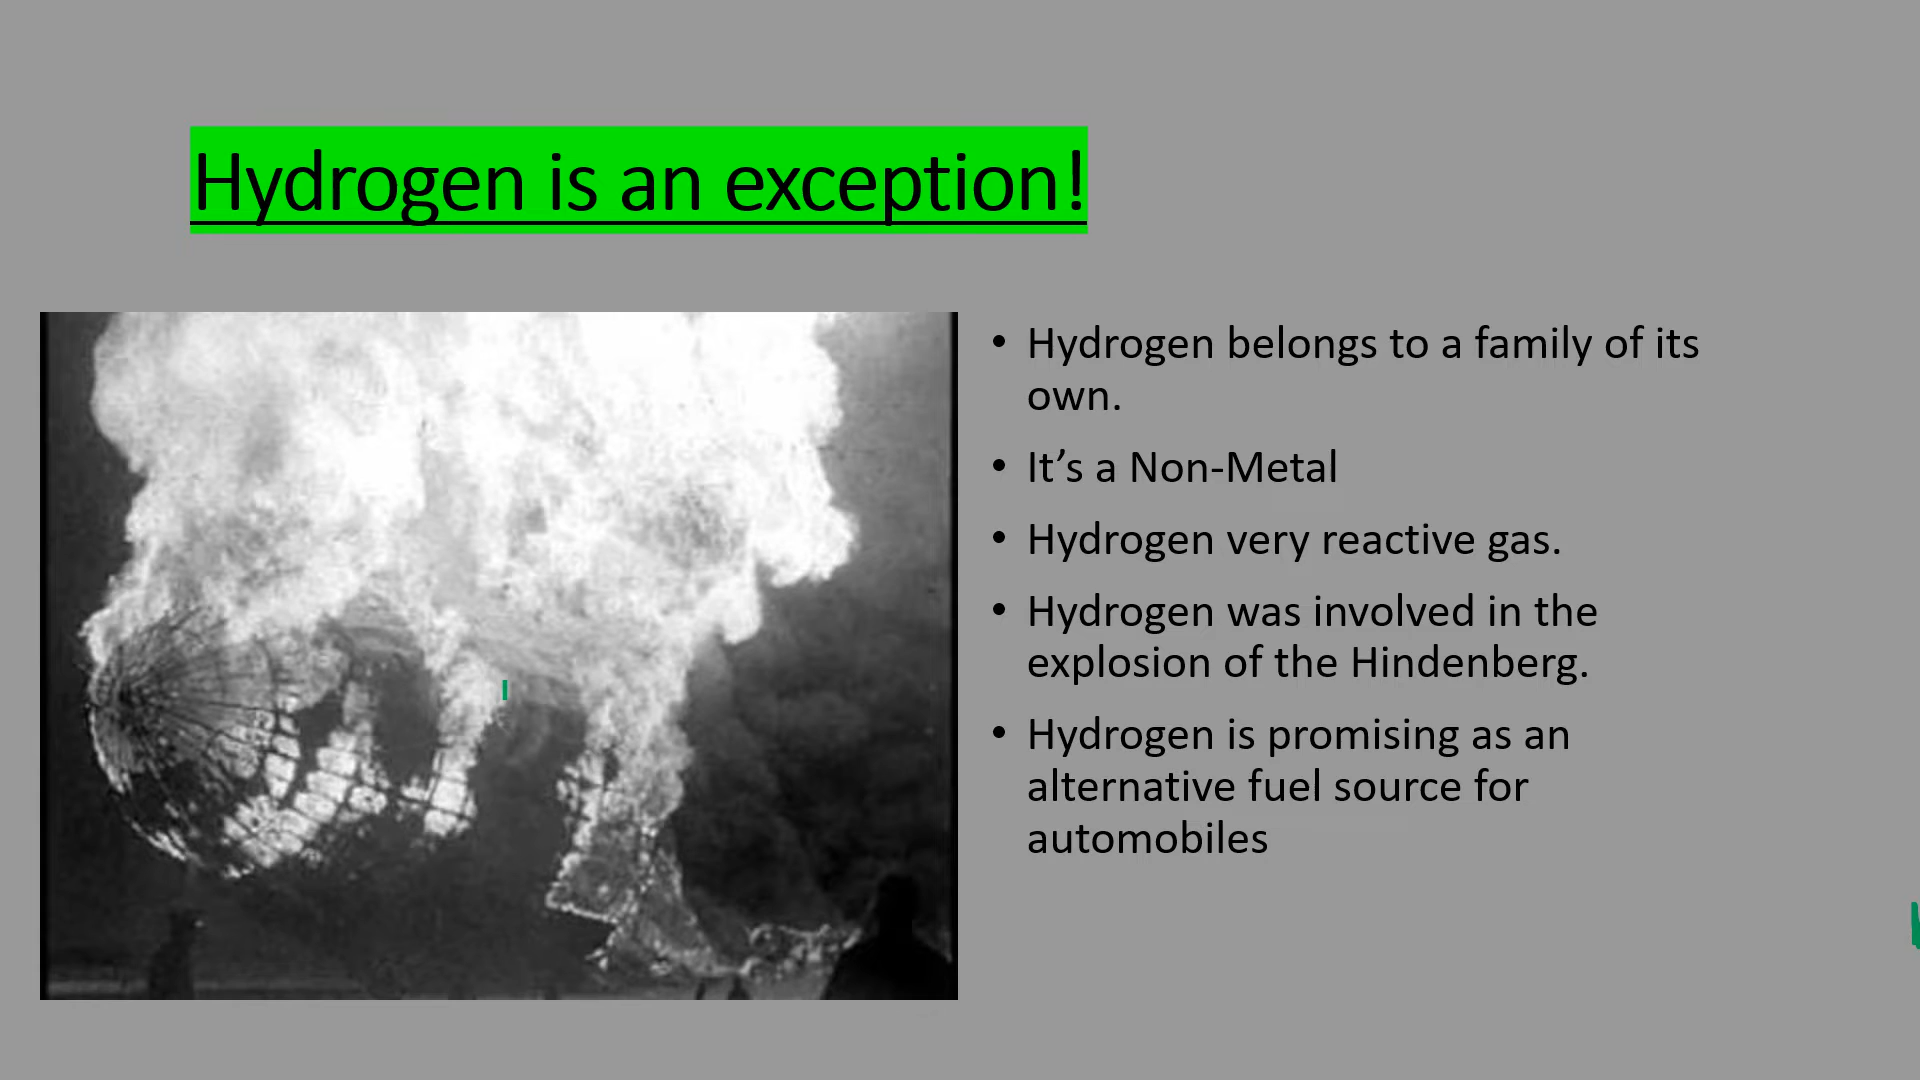 Hydrogen is an exception!
• Hydrogen belongs to a family of its
own.
• It’s a Non-Metal
• Hydrogen very reactive gas.
• Hydrogen was involved in the
explosion of the Hindenberg.
• Hydrogen is promising as an
alternative fuel source for
automobiles